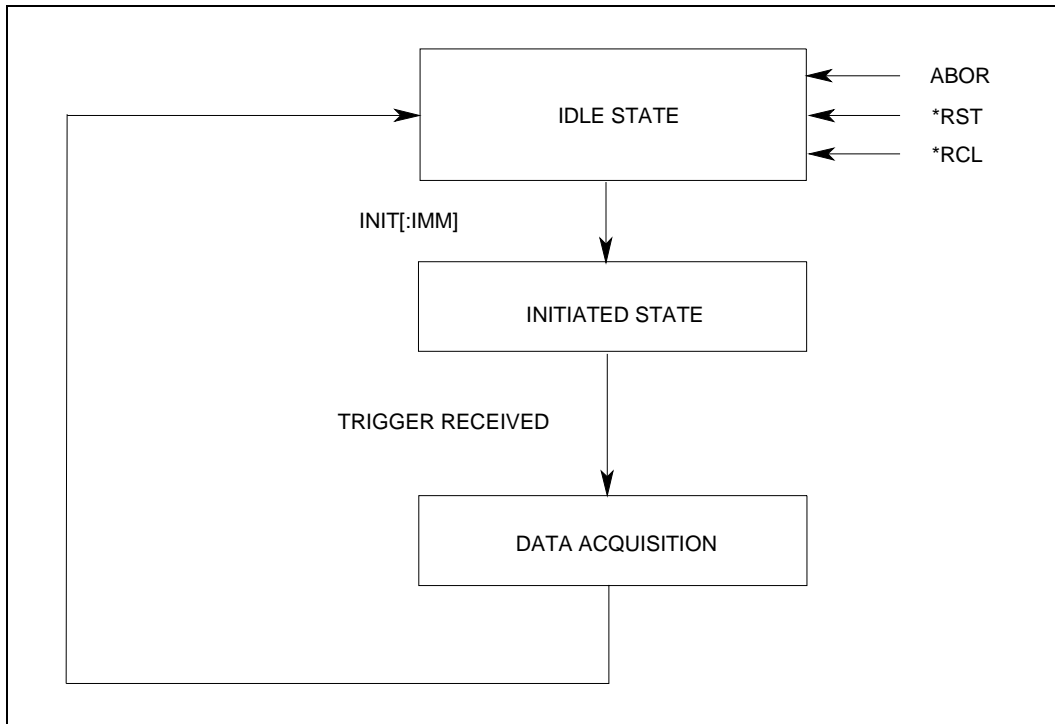 ABOR
IDLE STATE
*RST
*RCL
INIT[:IMM]
INITIATED STATE
TRIGGER RECEIVED
DATA ACQUISITION